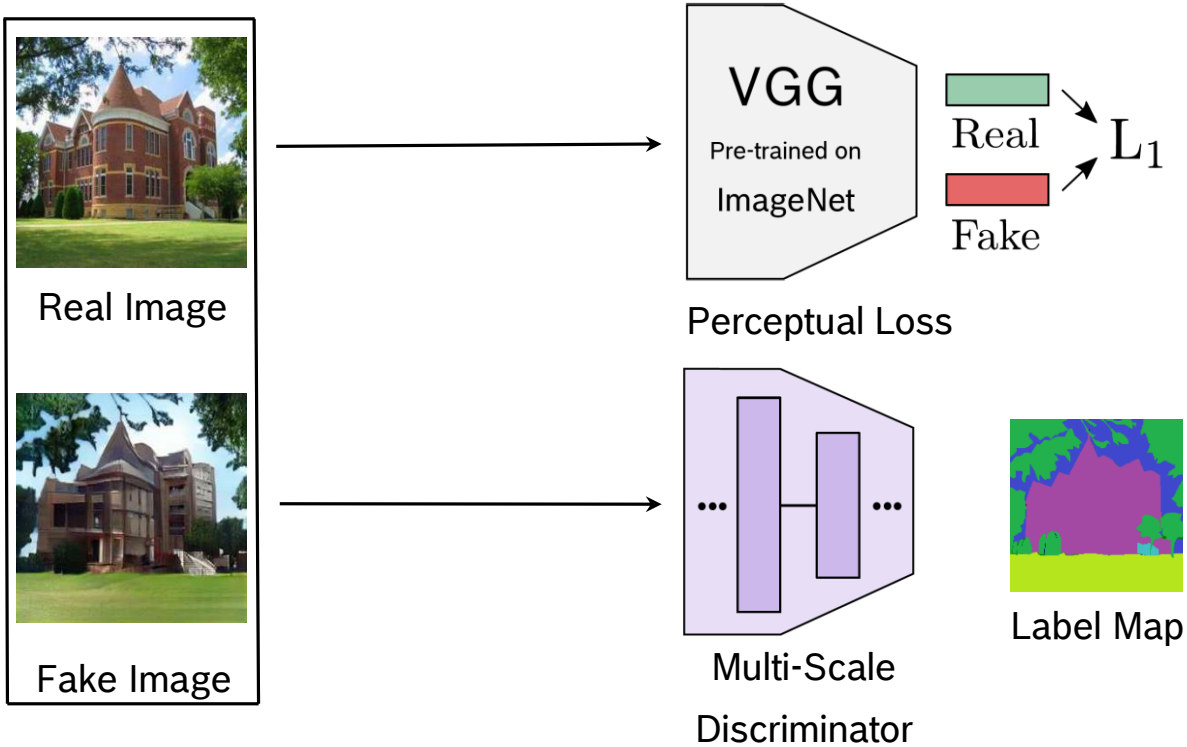 Real Image
Fake Image
VGG
Pre-trained on
ImageNet
Real
Fake
L₁
Perceptual Loss
•••
•••
Multi-Scale
Discriminator
Label Map